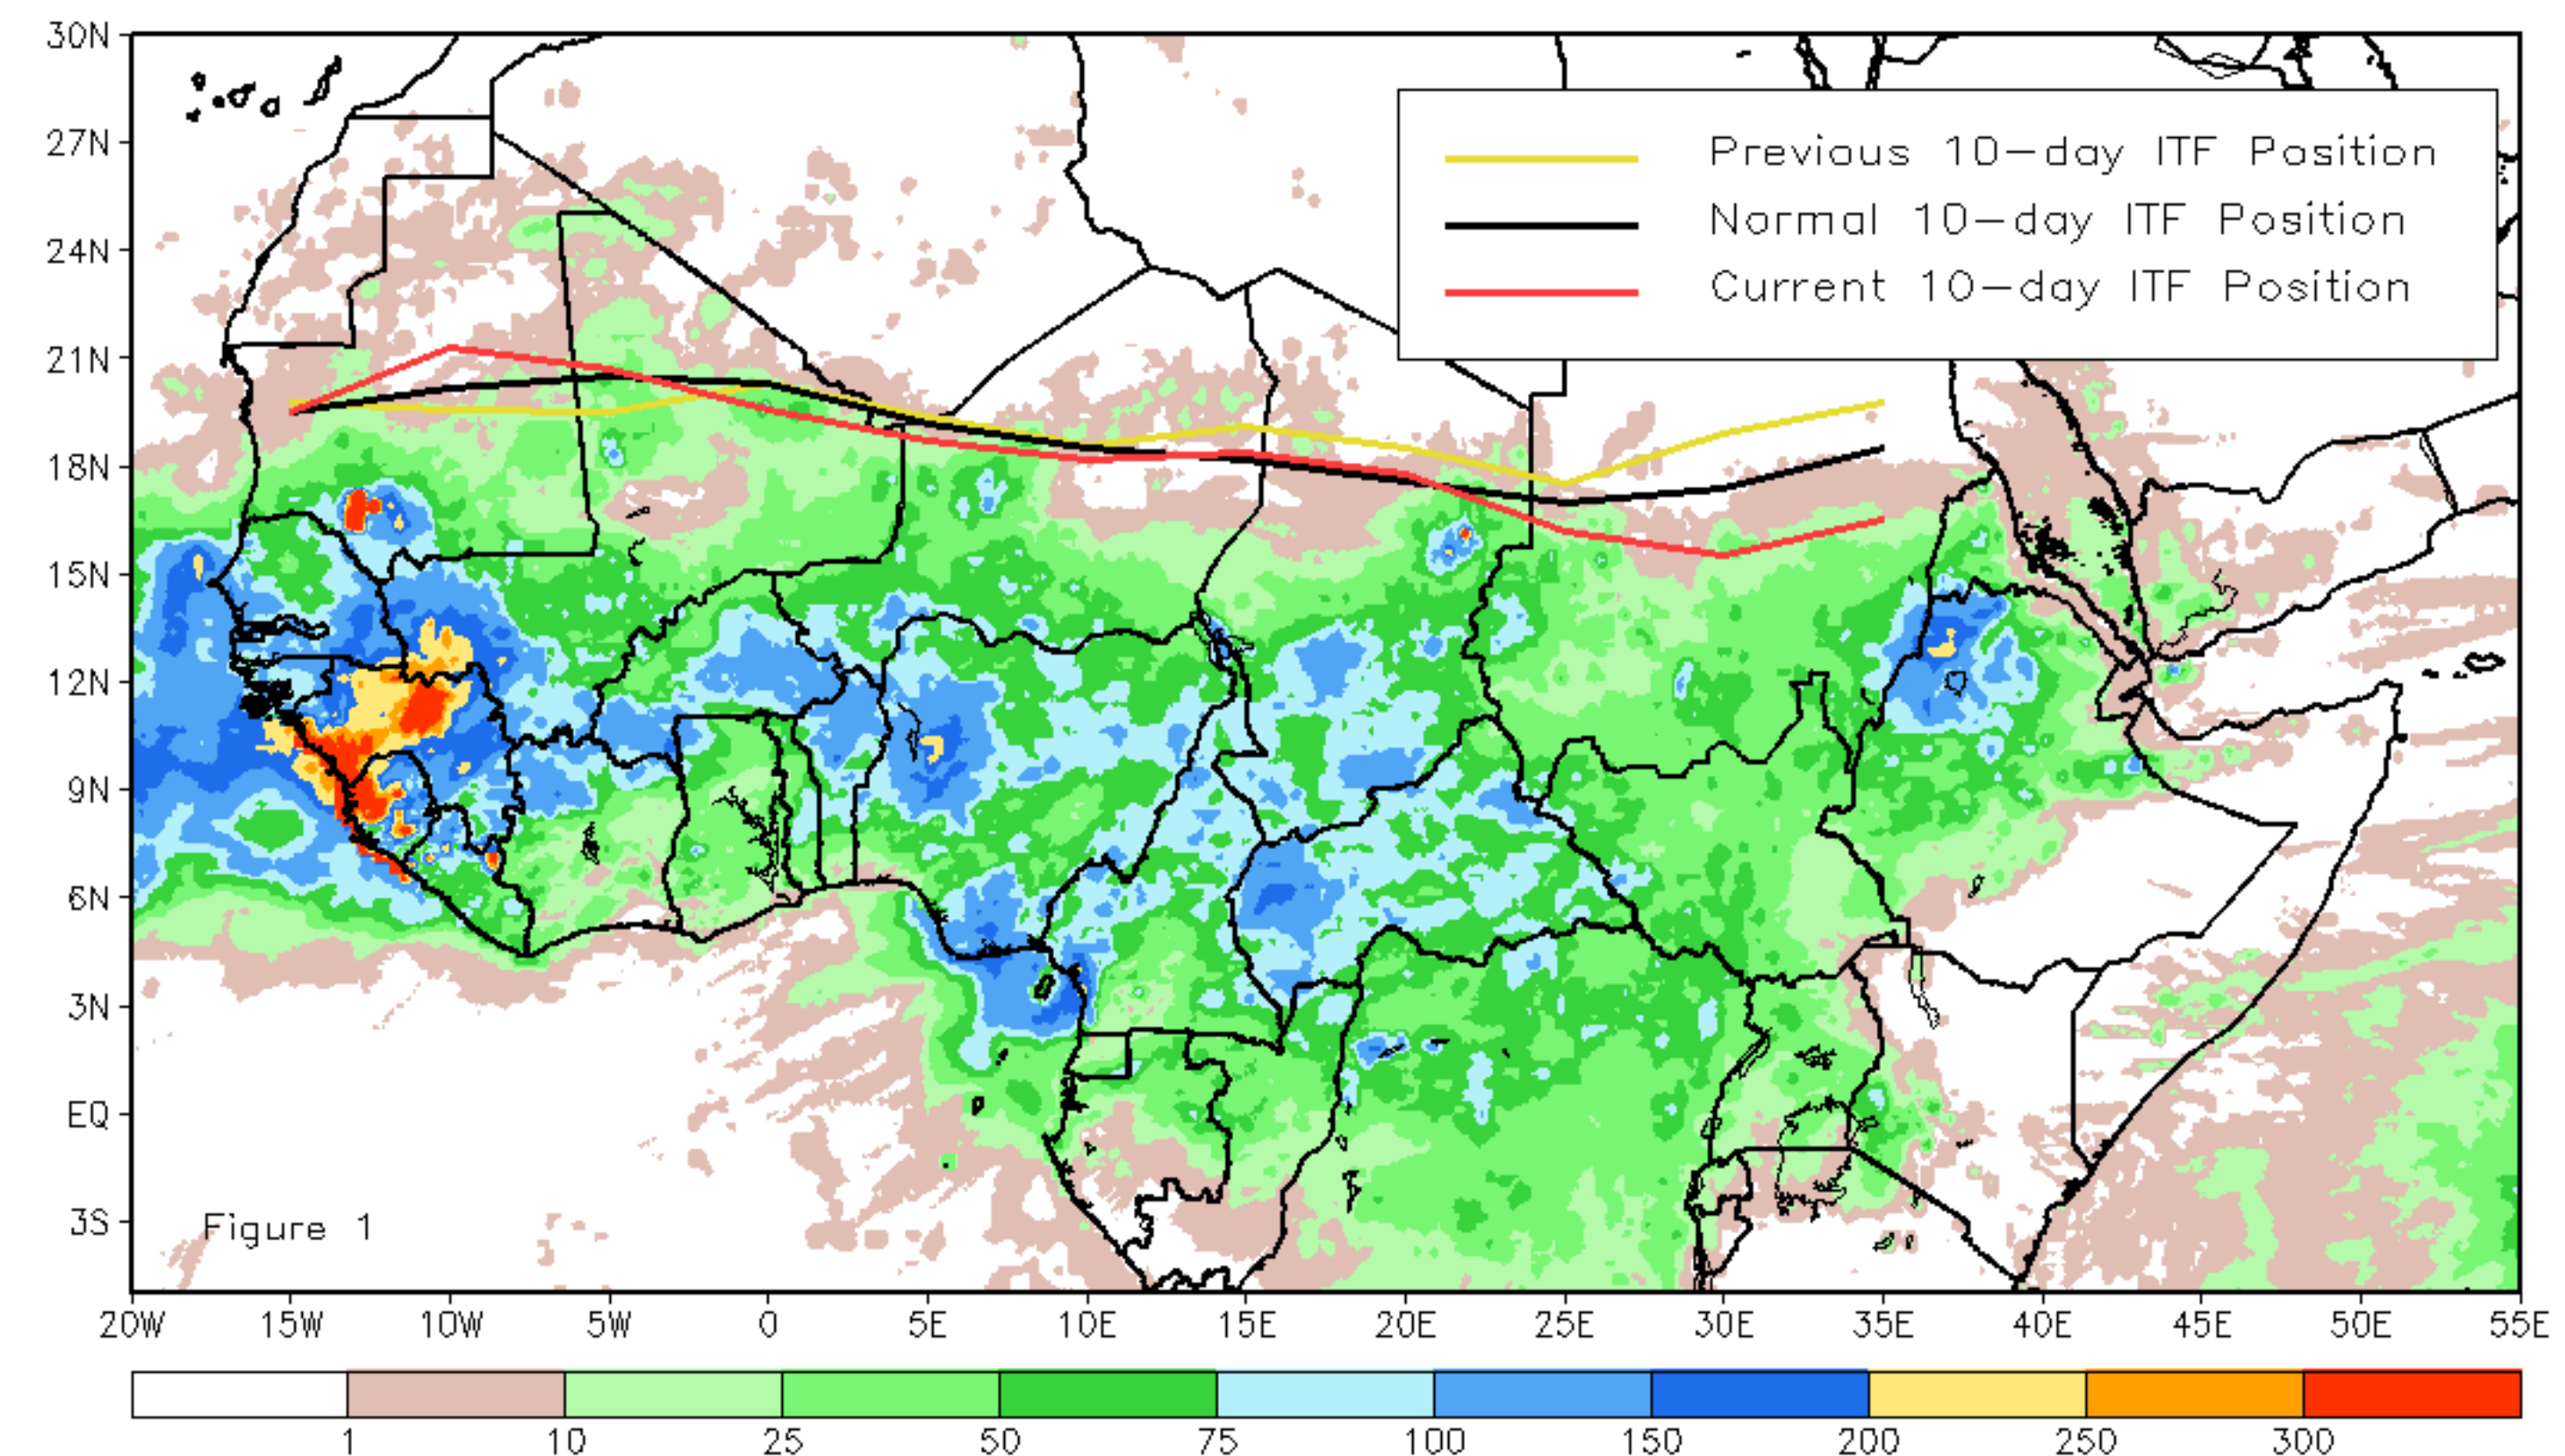 30N
27N
24N
21N
18N
15N
12N
9N
6N
3N
EQ
3S
Previous 10-day ITF Position
Normal 10-day ITF Position
Current 10-day ITF Position
Figure 1
20W 15W 10W 5W 0 5E 10E 15E 20E 25E 30E 35E 40E 45E 50E 55E
1 10 25 50 75 100 150 200 250 300